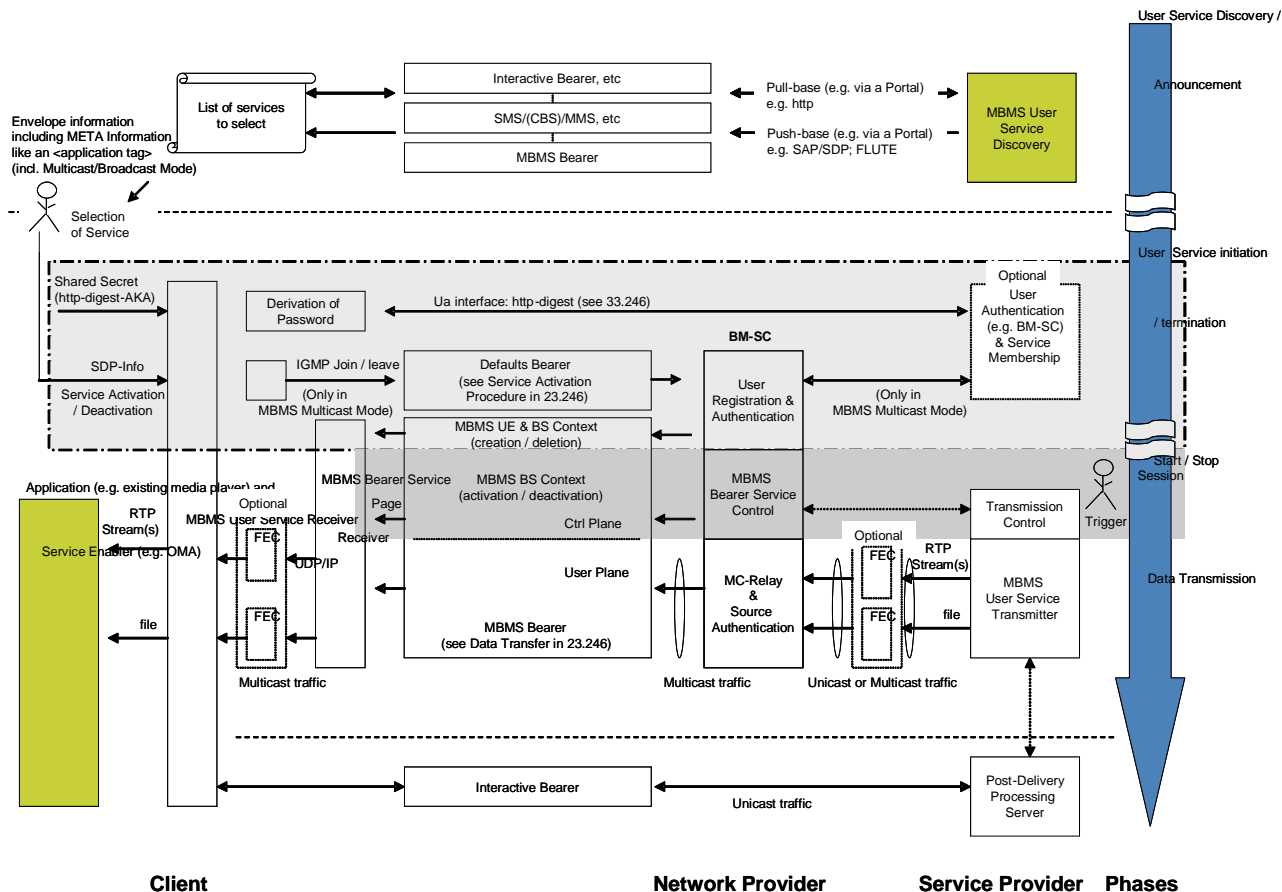 User Service Discovery /
Announcement
Interactive Bearer, etc
SMS/(CBS)/MMS, etc
MBMS Bearer
List of services
to select
Pull-base (e.g. via a Portal)
e.g. http
Push-base (e.g. via a Portal)
e.g. SAP/SDP; FLUTE
MBMS User
Service
Discovery
Envelope information
including META Information
like an <application tag>
(incl. Multicast/Broadcast Mode)
Selection
of Service
User Service initiation
/ termination
Shared Secret
(http-digest-AKA)
Derivation of
Password
Ua interface: http-digest (see 33.246)
Optional
User
Authentication
(e.g. BM-SC)
& Service
Membership
BM-SC
SDP-Info
Service Activation
/ Deactivation
IGMP Join / leave
(Only in
MBMS Multicast Mode)
Defaults Bearer
(see Service Activation
Procedure in 23.246)
User
Registration &
Authentication
(Only in
MBMS Multicast Mode)
MBMS UE & BS Context
(creation / deletion)
Start / Stop
Session
MBMS Bearer Service
Receiver
Page
MBMS BS Context
(activation / deactivation)
Ctrl Plane
MBMS
Bearer Service
Control
Transmission
Control
Trigger
Application (e.g. existing media player) and
Service Enabler (e.g. OMA)
RTP
Stream(s)
file
Optional
MBMS User Service Receiver
FEC
FEC
UDP/IP
User Plane
MBMS Bearer
(see Data Transfer in 23.246)
MC-Relay
&
Source
Authentication
Optional
FEC
FEC
RTP
Stream(s)
file
MBMS
User Service
Transmitter
Data Transmission
Multicast traffic
Multicast traffic
Unicast or Multicast traffic
Interactive Bearer
Unicast traffic
Post-Delivery
Processing
Server
Client
Network Provider
Service Provider
Phases